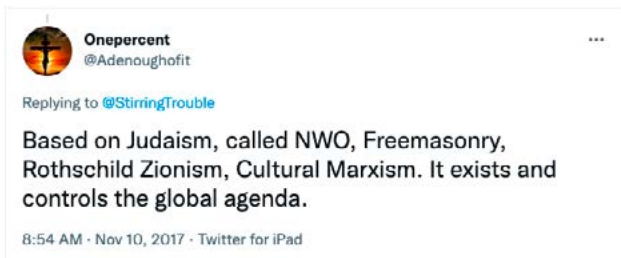 Onepercent
@Adenoughofit
Replying to @StirringTrouble
Based on Judaism, called NWO, Freemasonry,
Rothschild Zionism, Cultural Marxism. It exists and
controls the global agenda.
8:54 AM · Nov 10, 2017 · Twitter for iPad